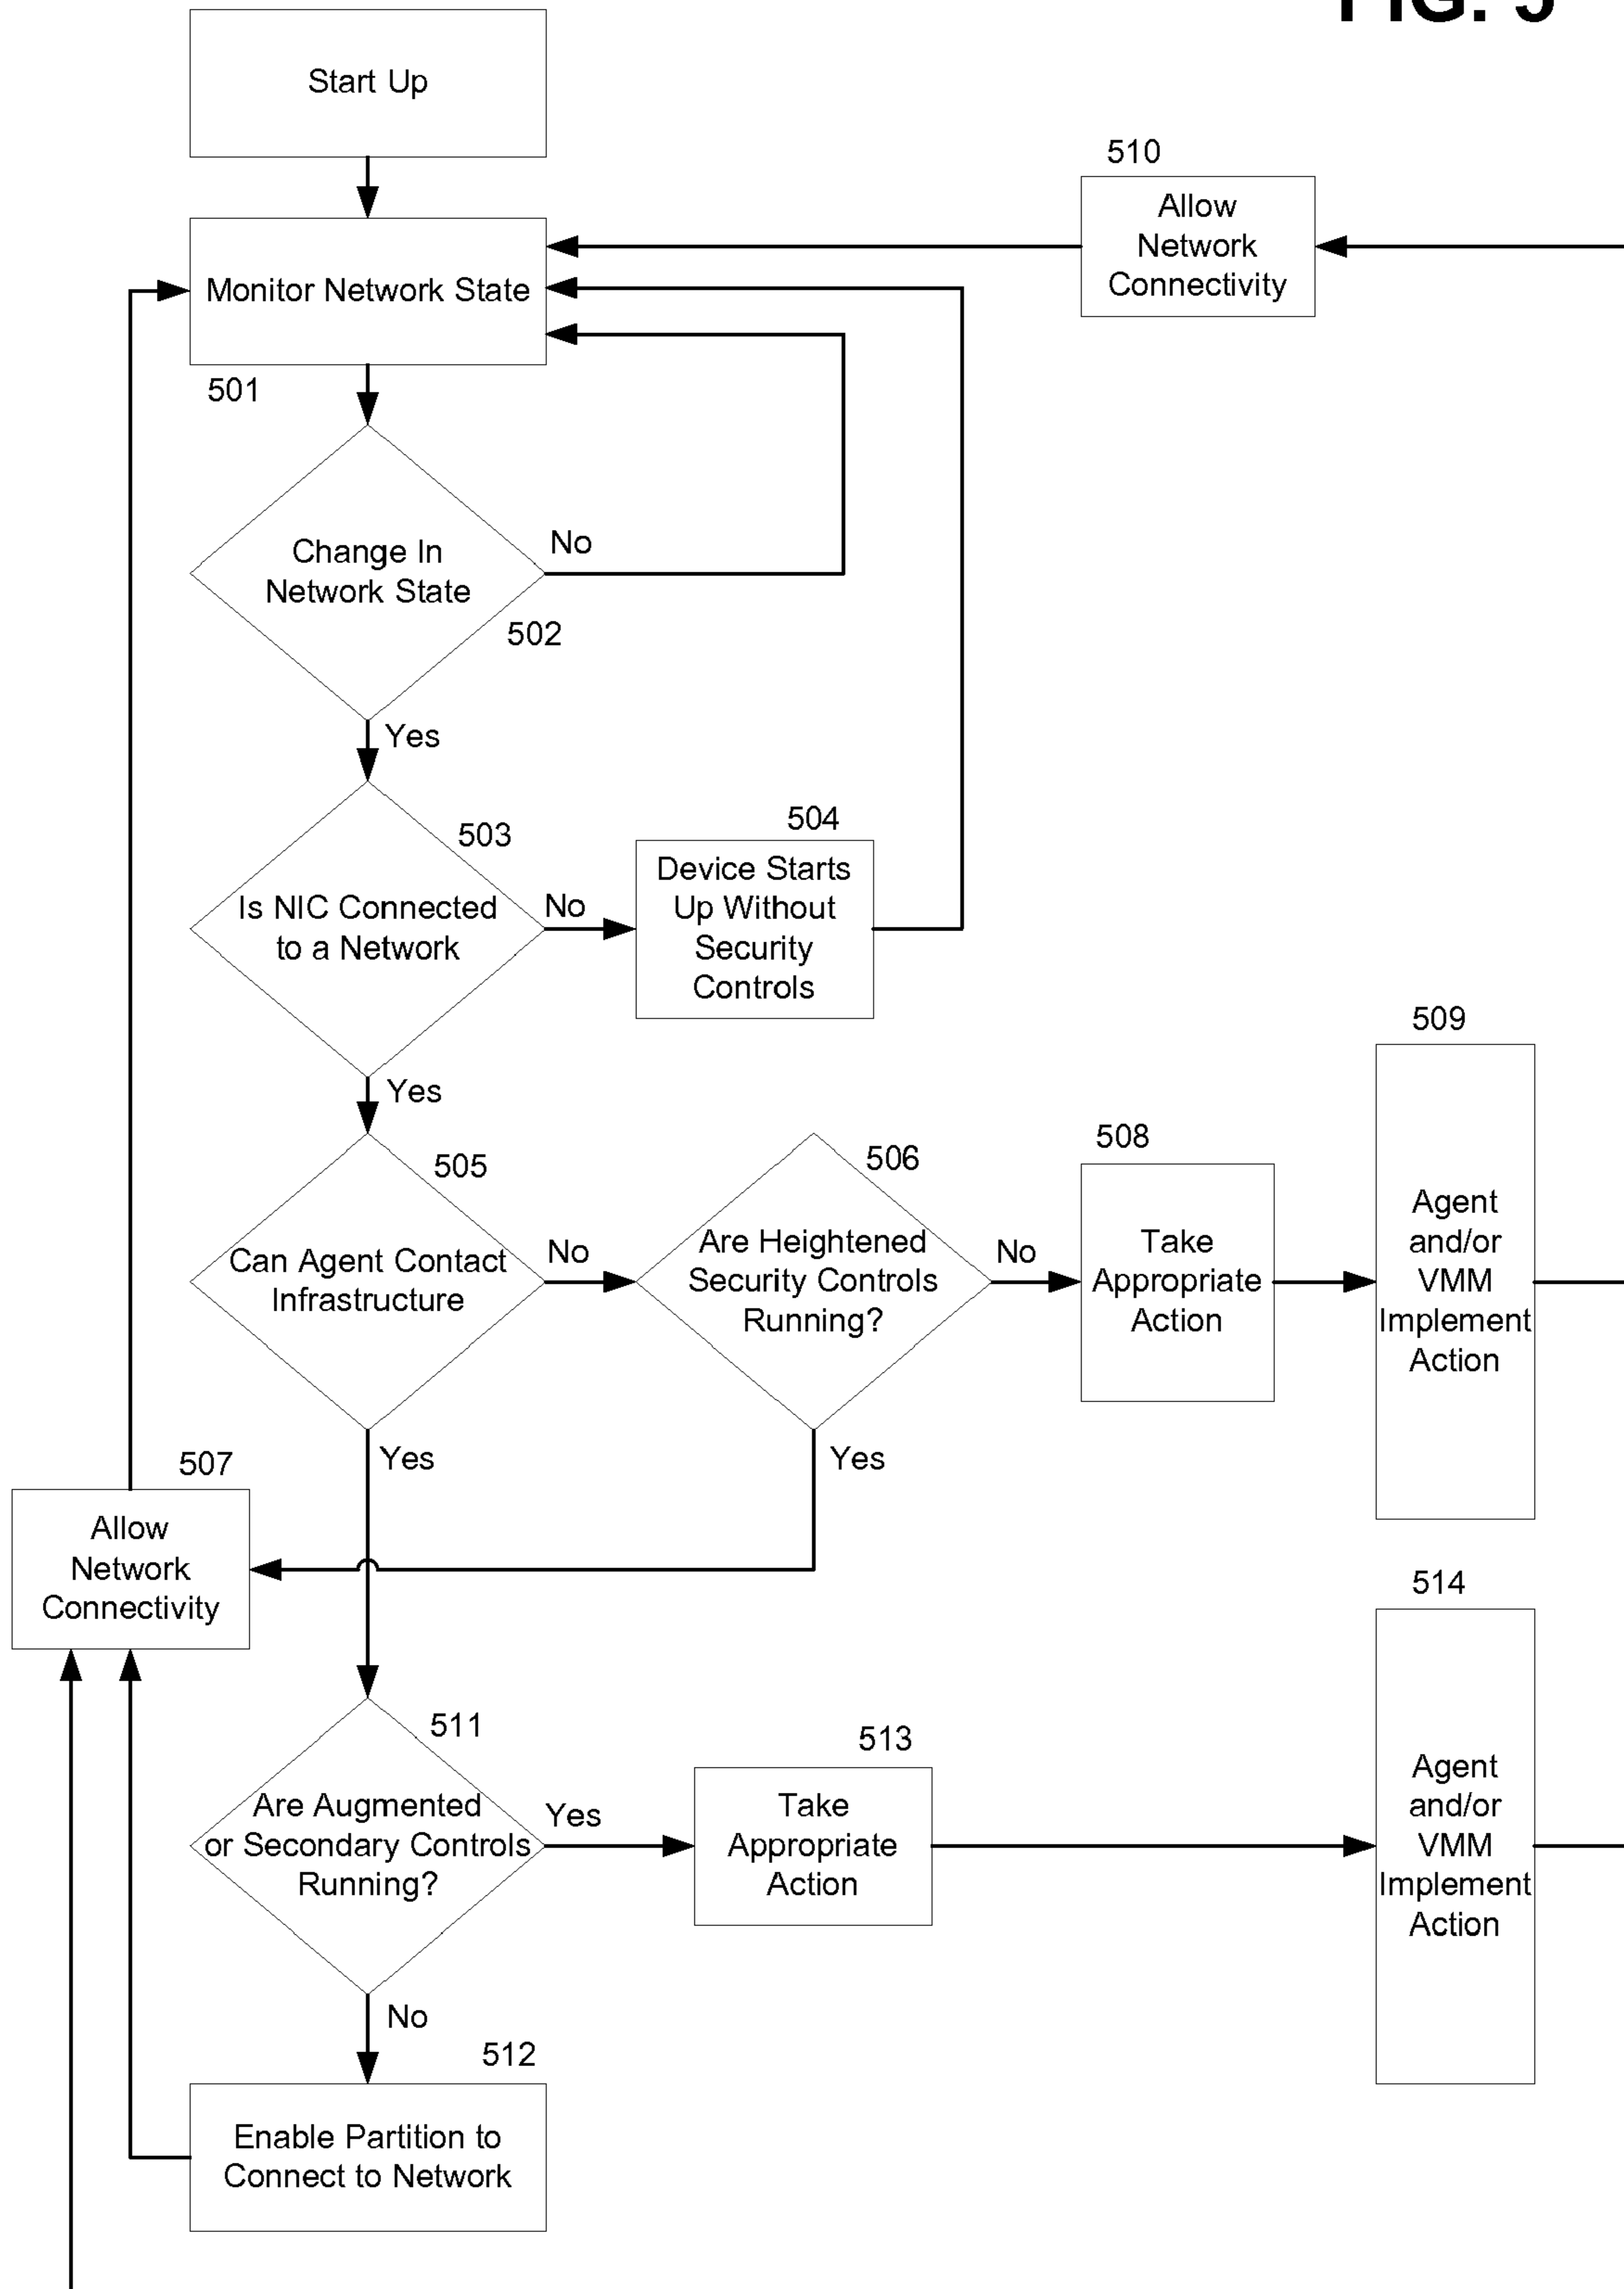 FIG. 5
Start Up
510
Allow
Network
Connectivity
Monitor Network State
501
Change In
Network State
No
502
Yes
503
Is NIC Connected
to a Network
No
504
Device Starts
Up Without
Security
Controls
Yes
505
Can Agent Contact
Infrastructure
No
506
Are Heightened
Security Controls
Running?
No
508
Take
Appropriate
Action
509
Agent
and/or
VMM
Implement
Action
Yes
Yes
507
Allow
Network
Connectivity
511
Are Augmented
or Secondary Controls
Running?
Yes
513
Take
Appropriate
Action
514
Agent
and/or
VMM
Implement
Action
No
512
Enable Partition to
Connect to Network